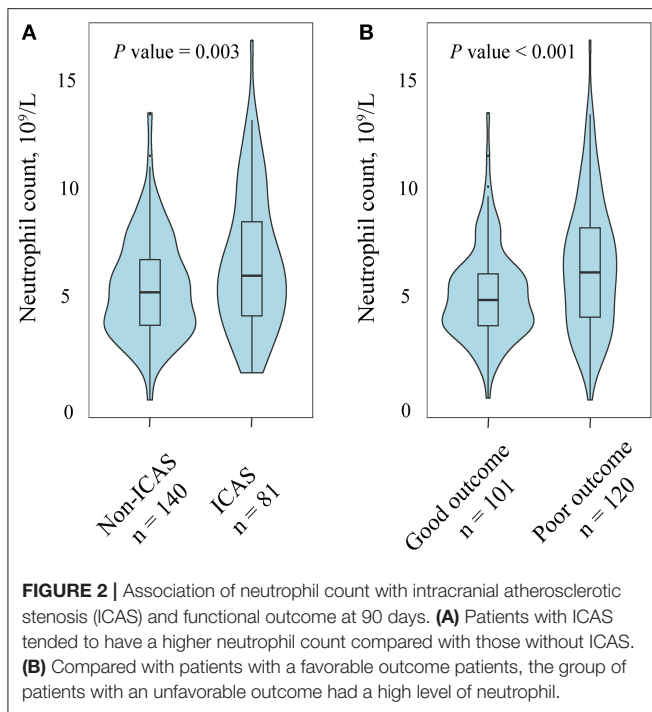 A
P value = 0.003
Neutrophil count, 10⁹/L
15
10
5
0
Non-ICAS
n = 140
ICAS
n = 81
B
P value < 0.001
Neutrophil count, 10⁹/L
15
10
5
0
Good outcome
n = 101
Poor outcome
n = 120
FIGURE 2 | Association of neutrophil count with intracranial atherosclerotic
stenosis (ICAS) and functional outcome at 90 days. (A) Patients with ICAS
tended to have a higher neutrophil count compared with those without ICAS.
(B) Compared with patients with a favorable outcome patients, the group of
patients with an unfavorable outcome had a high level of neutrophil.